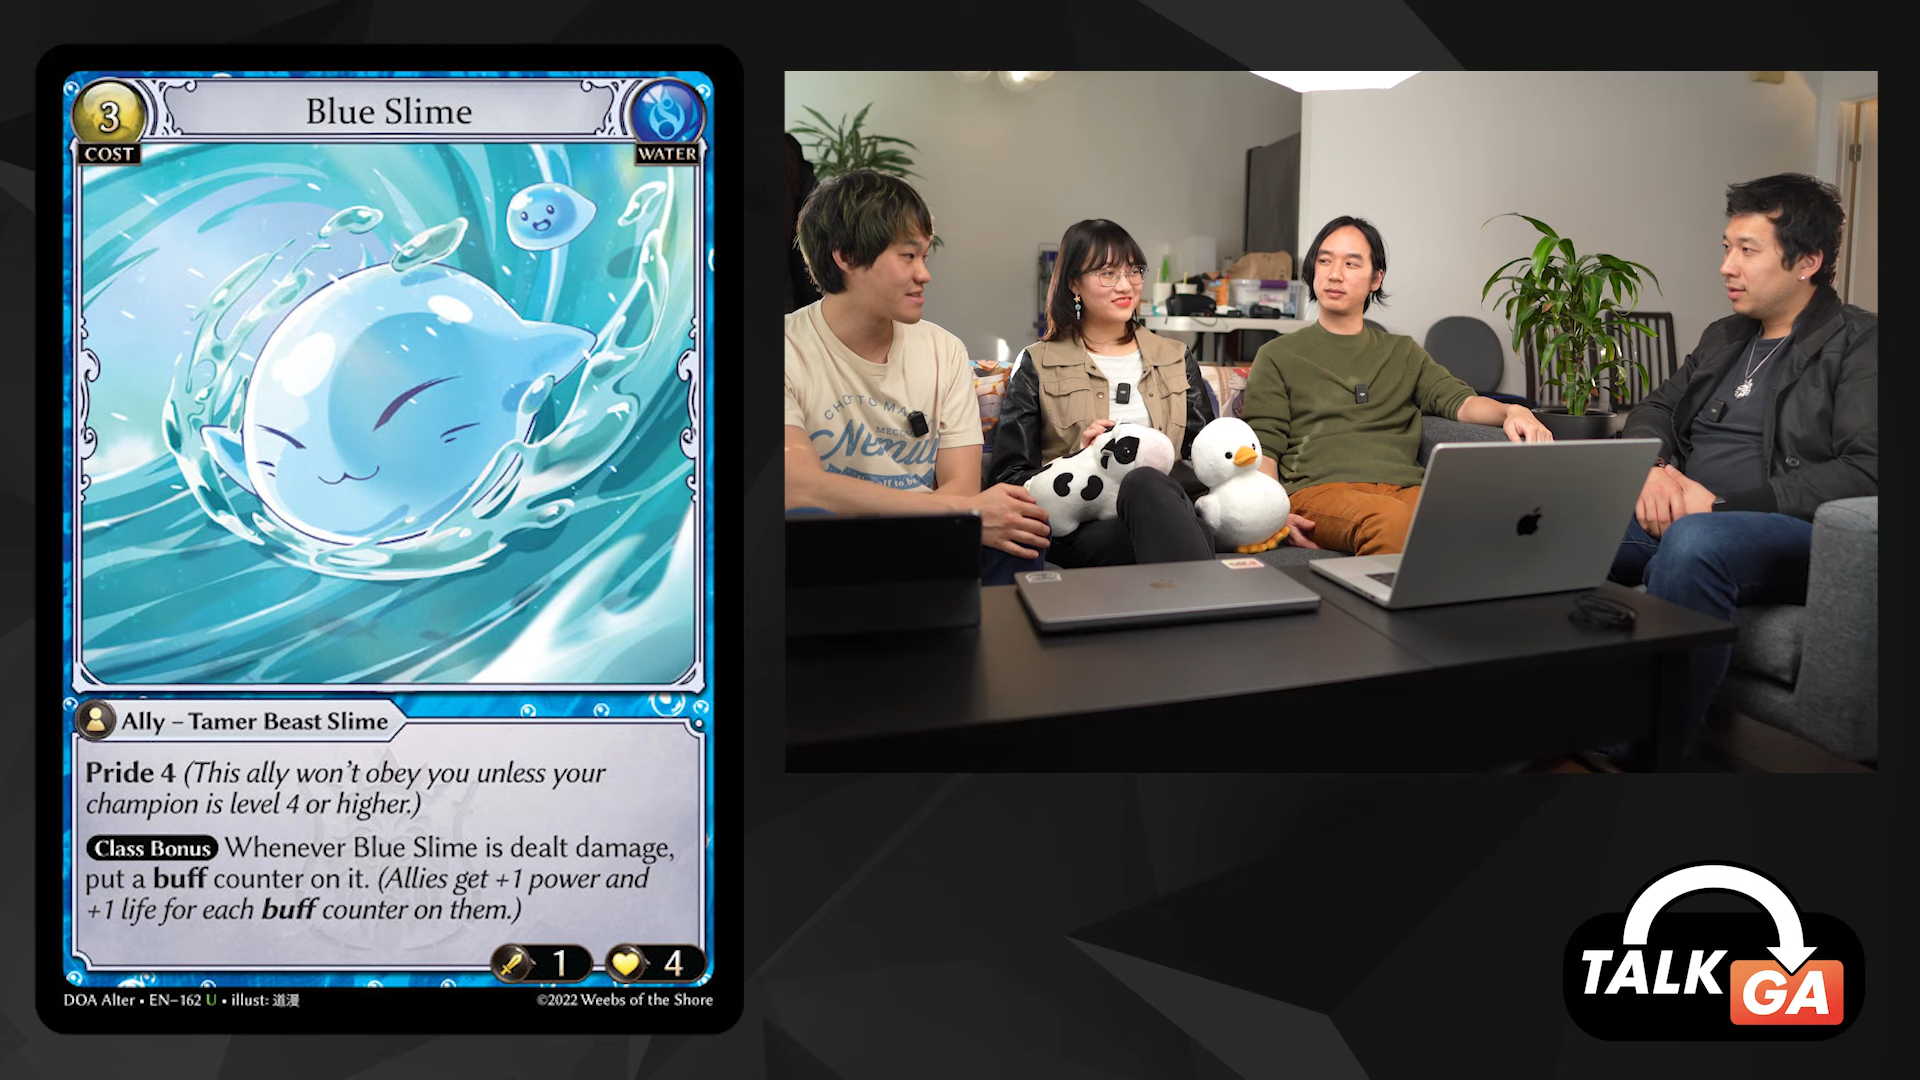 3
COST
Blue Slime
WATER
Ally – Tamer Beast Slime
Pride 4 (This ally won't obey you unless your
champion is level 4 or higher.)
Class Bonus Whenever Blue Slime is dealt damage,
put a buff counter on it. (Allies get +1 power and
+1 life for each buff counter on them.)
1
4
DOA Alter • EN–162 U • illust: 道漫
©2022 Weebs of the Shore
TALK
GA